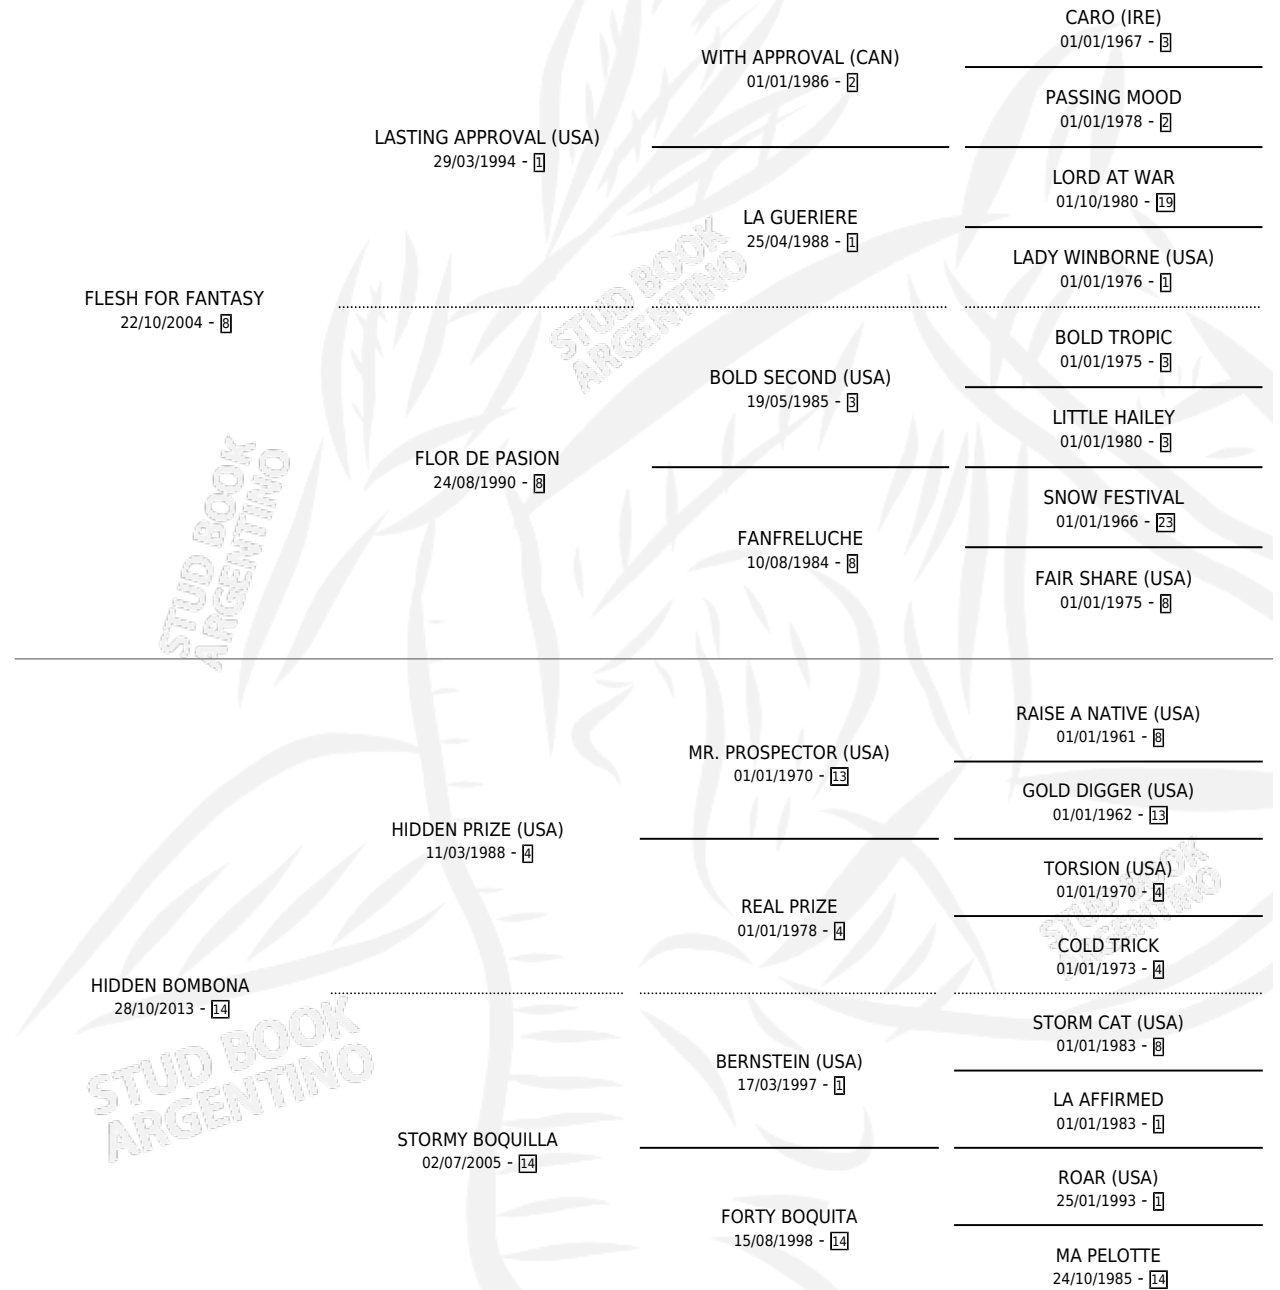 CARO (IRE)
01/01/1967 - 3
WITH APPROVAL (CAN)
01/01/1986 - 2
PASSING MOOD
01/01/1978 - 2
LASTING APPROVAL (USA)
29/03/1994 - 1
LORD AT WAR
01/10/1980 - 19
LA GUERIERE
25/04/1988 - 1
LADY WINBORNE (USA)
01/01/1976 - 1
FLESH FOR FANTASY
22/10/2004 - 8
BOLD TROPIC
01/01/1975 - 3
BOLD SECOND (USA)
19/05/1985 - 3
LITTLE HAILEY
01/01/1980 - 3
FLOR DE PASION
24/08/1990 - 8
SNOW FESTIVAL
01/01/1966 - 23
FANFRELUCHE
10/08/1984 - 8
FAIR SHARE (USA)
01/01/1975 - 8
STUD BOOK
ARGENTINO
STUD BOOK
ARGENTINO
RAISE A NATIVE (USA)
01/01/1961 - 8
MR. PROSPECTOR (USA)
01/01/1970 - 13
GOLD DIGGER (USA)
01/01/1962 - 13
HIDDEN PRIZE (USA)
11/03/1988 - 4
TORSION (USA)
01/01/1970 - 4
REAL PRIZE
01/01/1978 - 4
COLD TRICK
01/01/1973 - 4
STUD BOOK
ARGENTINO
HIDDEN BOMBONA
28/10/2013 - 14
STORM CAT (USA)
01/01/1983 - 8
BERNSTEIN (USA)
17/03/1997 - 1
LA AFFIRMED
01/01/1983 - 1
STUD BOOK
ARGENTINO
STORMY BOQUILLA
02/07/2005 - 14
ROAR (USA)
25/01/1993 - 1
FORTY BOQUITA
15/08/1998 - 14
MA PELOTTE
24/10/1985 - 14